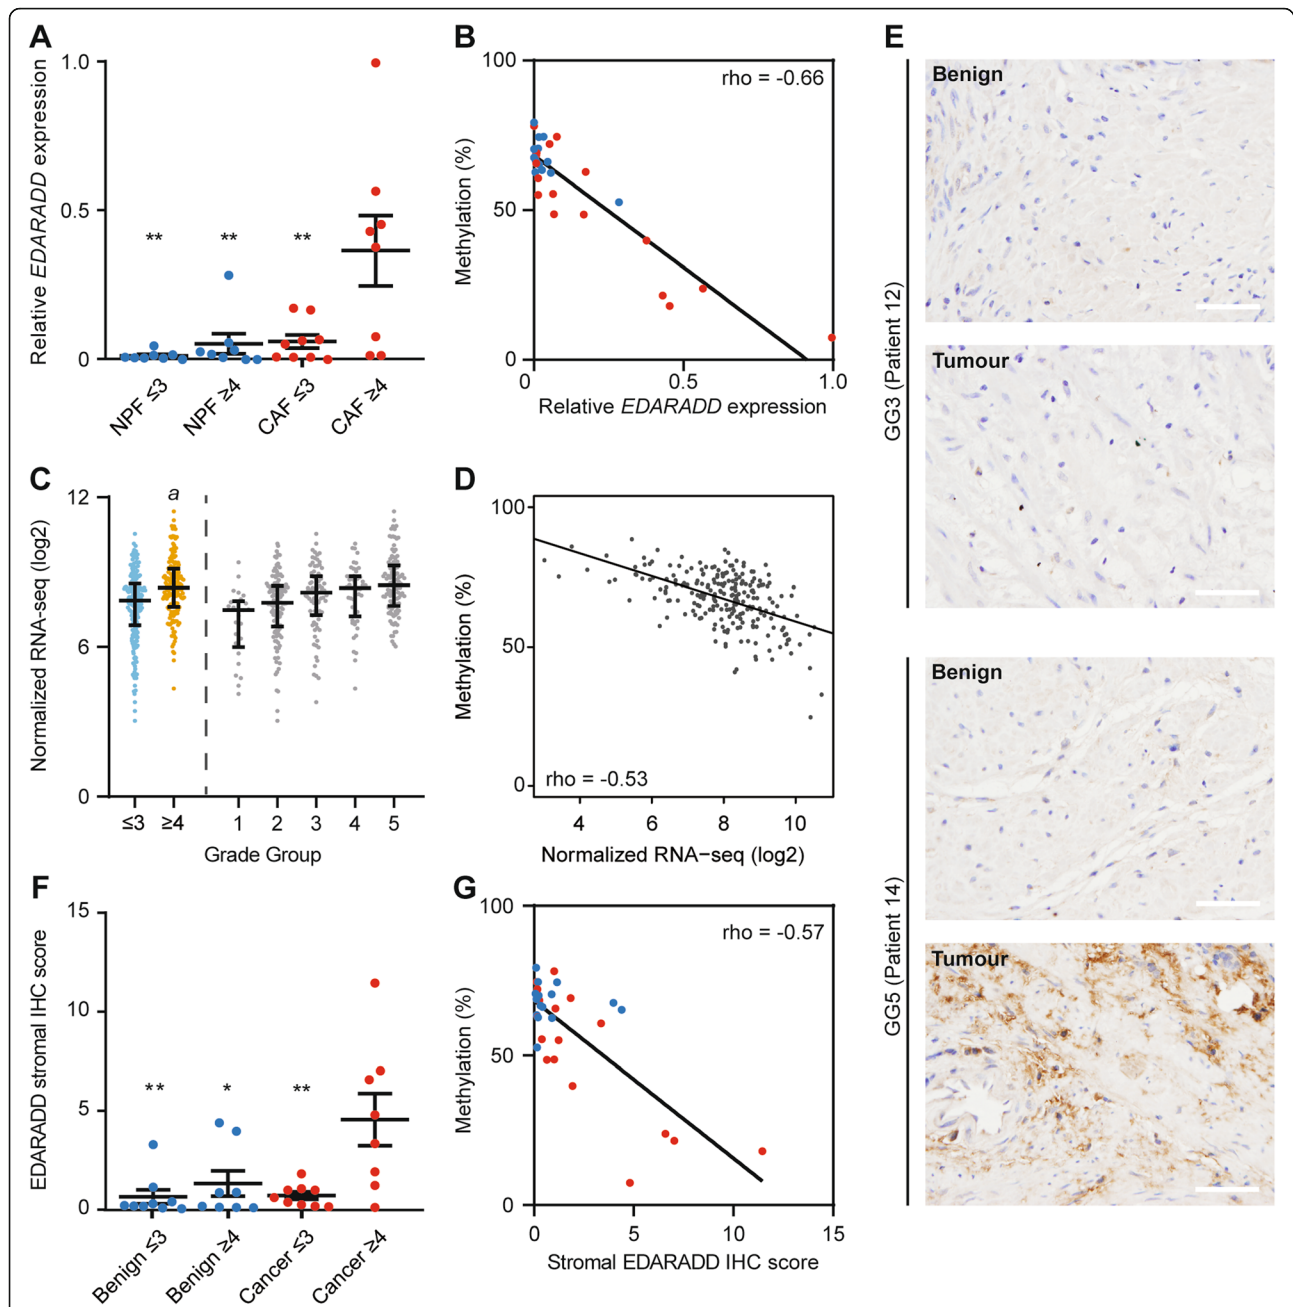 A
Relative EDARADD expression
1.0
0.5
0
**
**
**
NPF ≤3
NPF ≥4
CAF ≤3
CAF ≥4
B
Methylation (%)
100
50
0
rho = -0.66
0
0.5
1.0
Relative EDARADD expression
C
Normalized RNA-seq (log2)
12
6
0
a
≤3
≥4
1
2
3
4
5
Grade Group
D
Methylation (%)
100
50
0
rho = -0.53
4
6
8
10
Normalized RNA−seq (log2)
E
GG3 (Patient 12)
Benign
Tumour
GG5 (Patient 14)
Benign
Tumour
F
EDARADD stromal IHC score
15
10
5
0
**
*
**
Benign ≤3
Benign ≥4
Cancer ≤3
Cancer ≥4
G
Methylation (%)
100
50
0
rho = -0.57
0
5
10
15
Stromal EDARADD IHC score